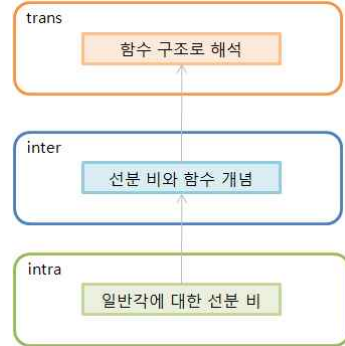 trans
함수 구조로 해석
inter
선분 비와 함수 개념
intra
일반각에 대한 선분 비